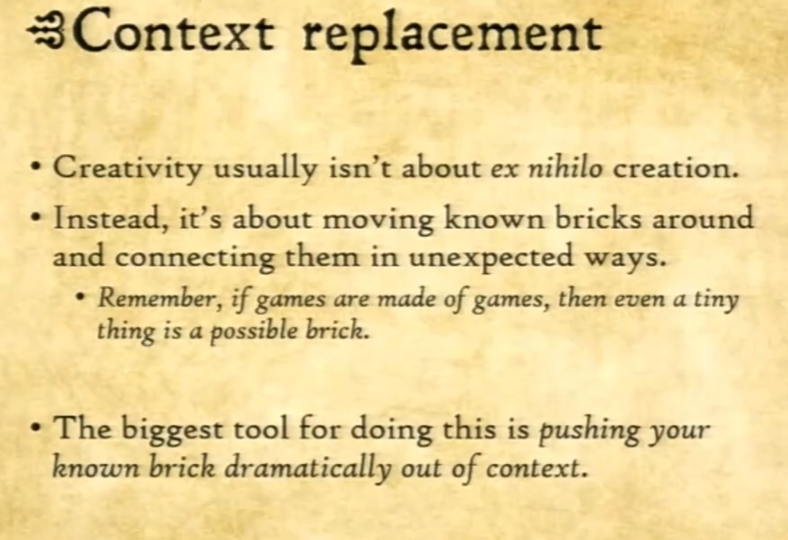 Context replacement
• Creativity usually isn't about ex nihilo creation.
• Instead, it's about moving known bricks around
and connecting them in unexpected ways.
• Remember, if games are made of games, then even a tiny
thing is a possible brick.
• The biggest tool for doing this is pushing your
known brick dramatically out of context.